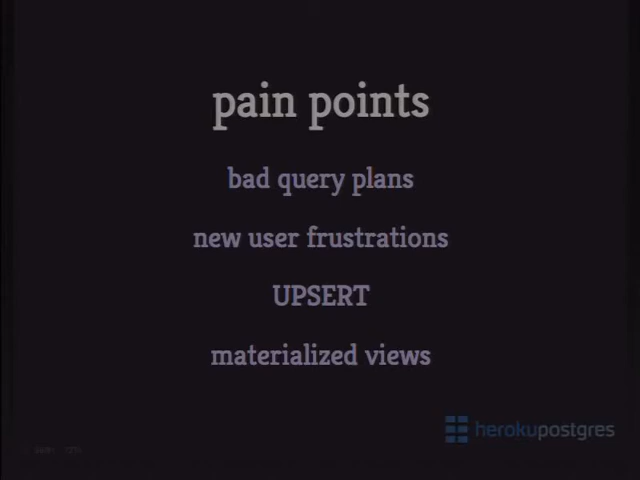 pain points
bad query plans
new user frustrations
UPSERT
materialized views
herokupostgres